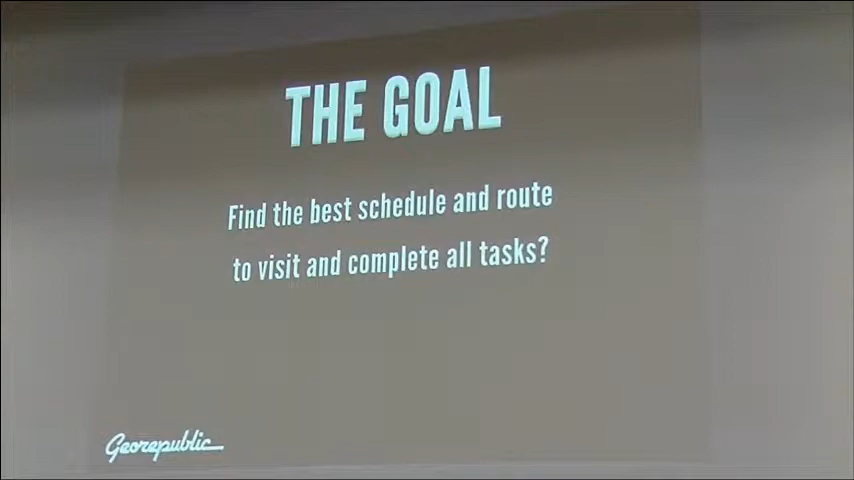 THE GOAL
Find the best schedule and route
to visit and complete all tasks?
Georepublic